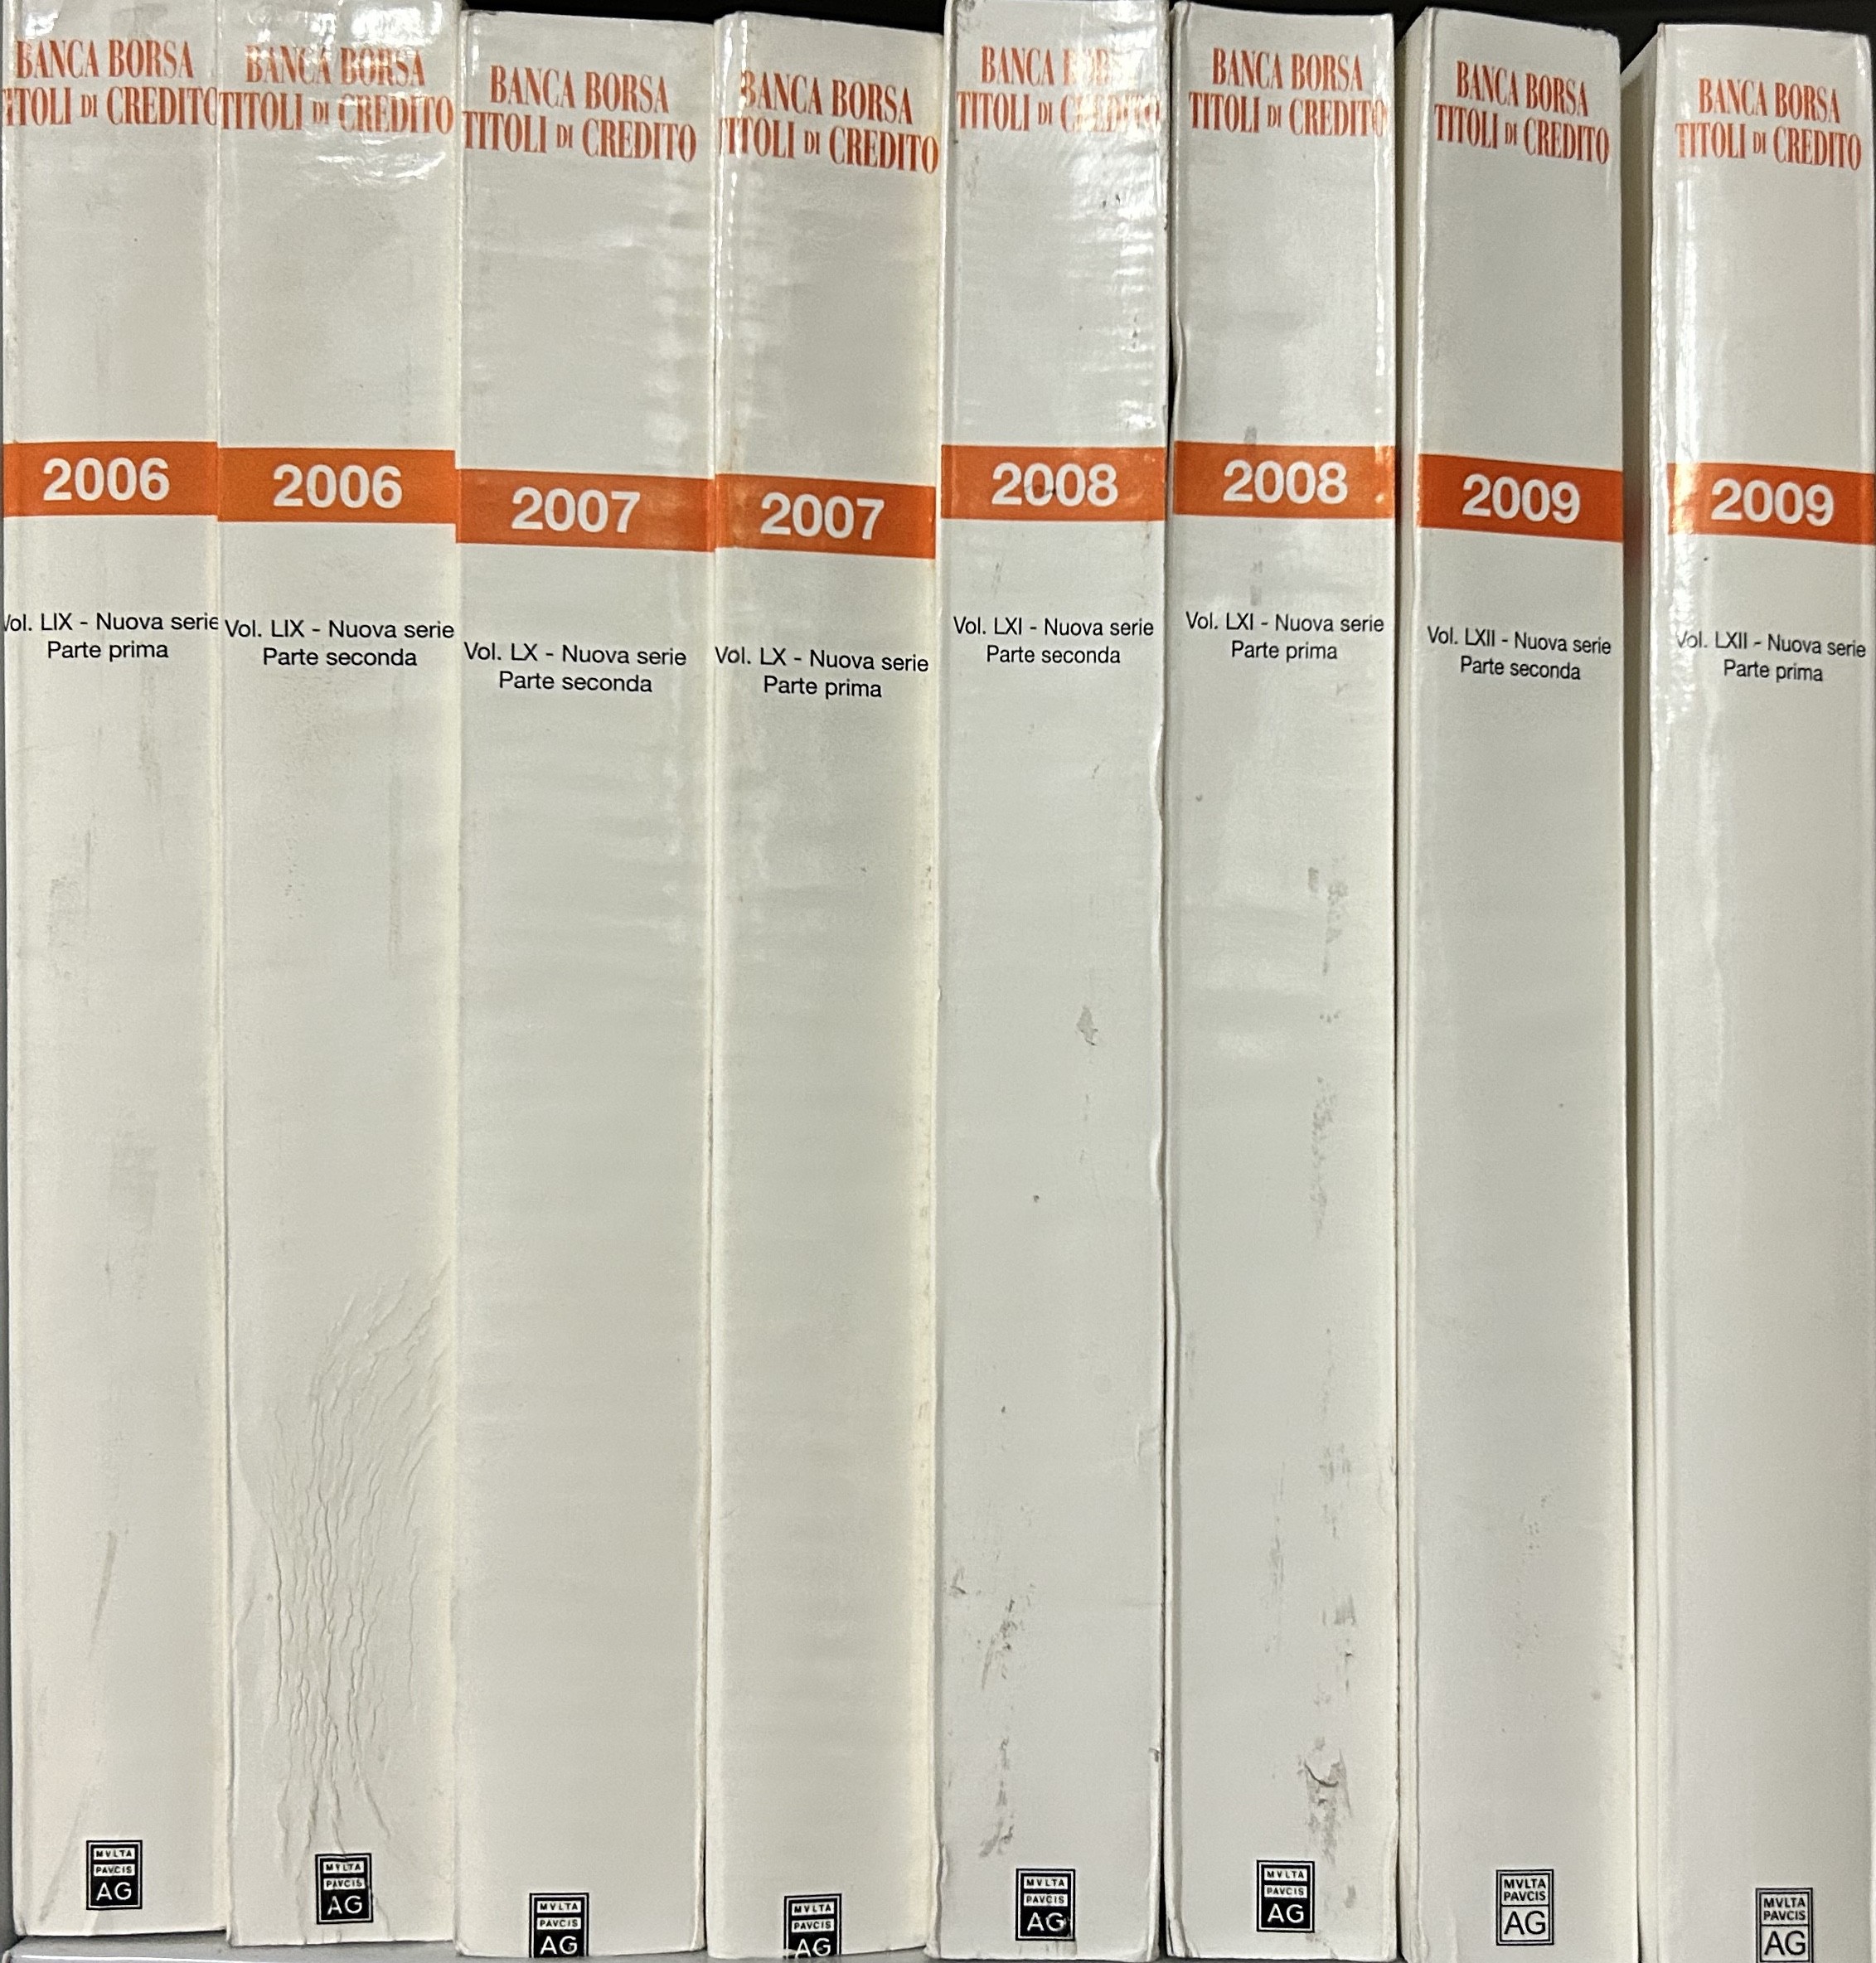 BANCA BORSA
TITOLI DI CREDITO
2006
Vol. LIX - Nuova serie
Parte prima
MVLTA
PAVCIS
AG
BANCA BORSA
TITOLI DI CREDITO
2006
Vol. LIX - Nuova serie
Parte seconda
MVLTA
PAVCIS
AG
BANCA BORSA
TITOLI DI CREDITO
2007
Vol. LX - Nuova serie
Parte seconda
MVLTA
PAVCIS
AG
BANCA BORSA
TITOLI DI CREDITO
2007
Vol. LX - Nuova serie
Parte prima
MVLTA
PAVCIS
AG
BANCA BORSA
TITOLI DI CREDITO
2008
Vol. LXI - Nuova serie
Parte seconda
MVLTA
PAVCIS
AG
BANCA BORSA
TITOLI DI CREDITO
2008
Vol. LXI - Nuova serie
Parte prima
MVLTA
PAVCIS
AG
BANCA BORSA
TITOLI DI CREDITO
2009
Vol. LXII - Nuova serie
Parte seconda
MVLTA
PAVCIS
AG
BANCA BORSA
TITOLI DI CREDITO
2009
Vol. LXII - Nuova serie
Parte prima
MVLTA
PAVCIS
AG